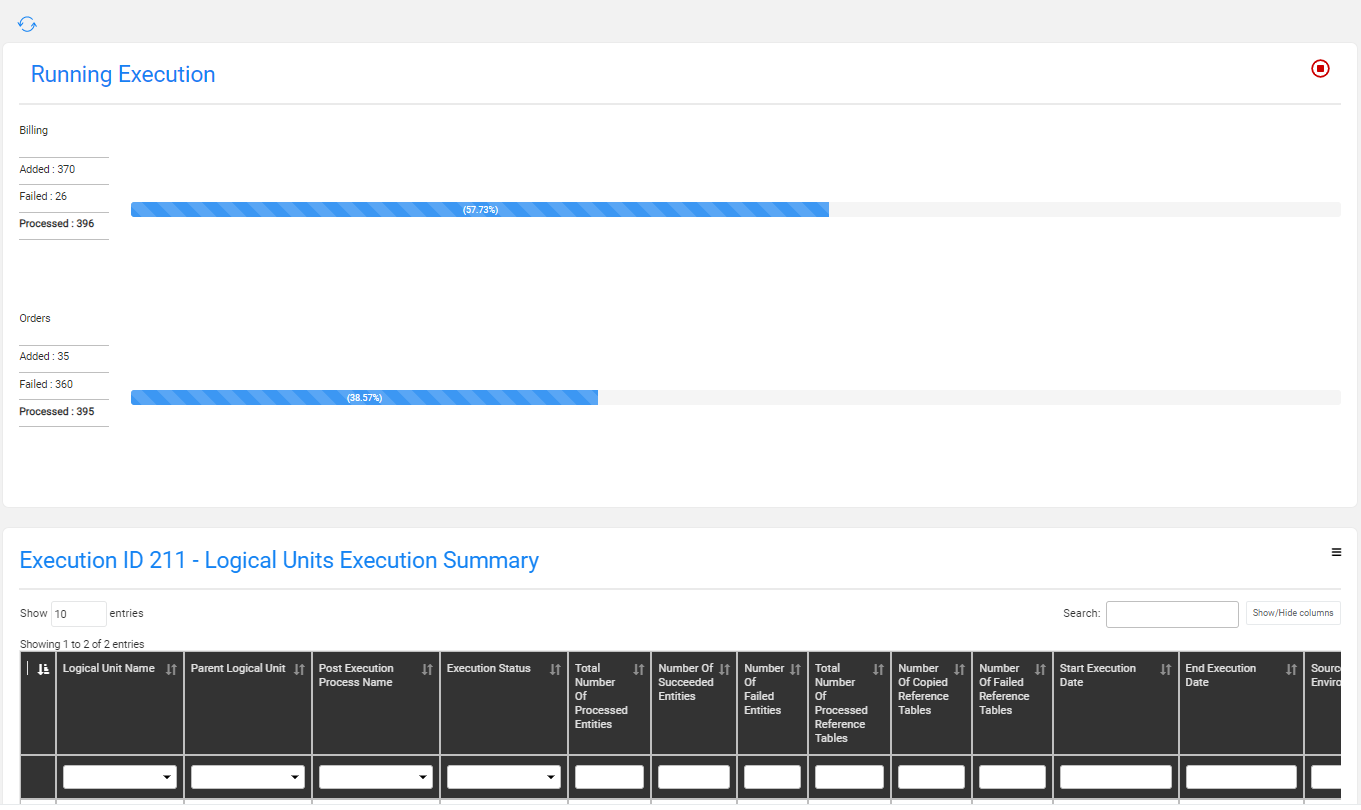 Running Execution
Billing
Added : 370
Failed : 26
Processed : 396
(57.73%)
Orders
Added : 35
Failed : 360
Processed : 395
(38.57%)
Execution ID 211 - Logical Units Execution Summary
Show 10 entries
Search:
Show/Hide columns
Showing 1 to 2 of 2 entries
Logical Unit Name
Parent Logical Unit
Post Execution
Process Name
Execution Status
Total
Number
Of
Processed
Entities
Number Of
Succeeded
Entities
Number
Of
Failed
Entities
Total
Number
Of
Processed
Reference
Tables
Number
Of Copied
Reference
Tables
Number
Of Failed
Reference
Tables
Start Execution
Date
End Execution
Date